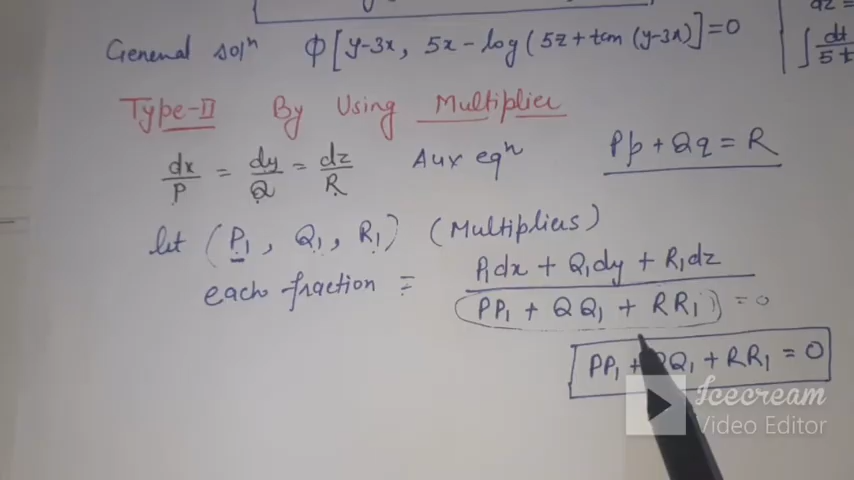 General solⁿ ϕ[y-3x, 5x-log(5z+tan(y-3x)]=0
∫dt/5t
Type-II By Using Multiplier
dx/P = dy/Q = dz/R Aux eqⁿ Pp + Qq = R
let (P₁, Q₁, R₁) (Multipliers)
each fraction = P₁dx + Q₁dy + R₁dz / PP₁ + QQ₁ + RR₁ = 0
PP₁ + QQ₁ + RR₁ = 0
Icecream
Video Editor